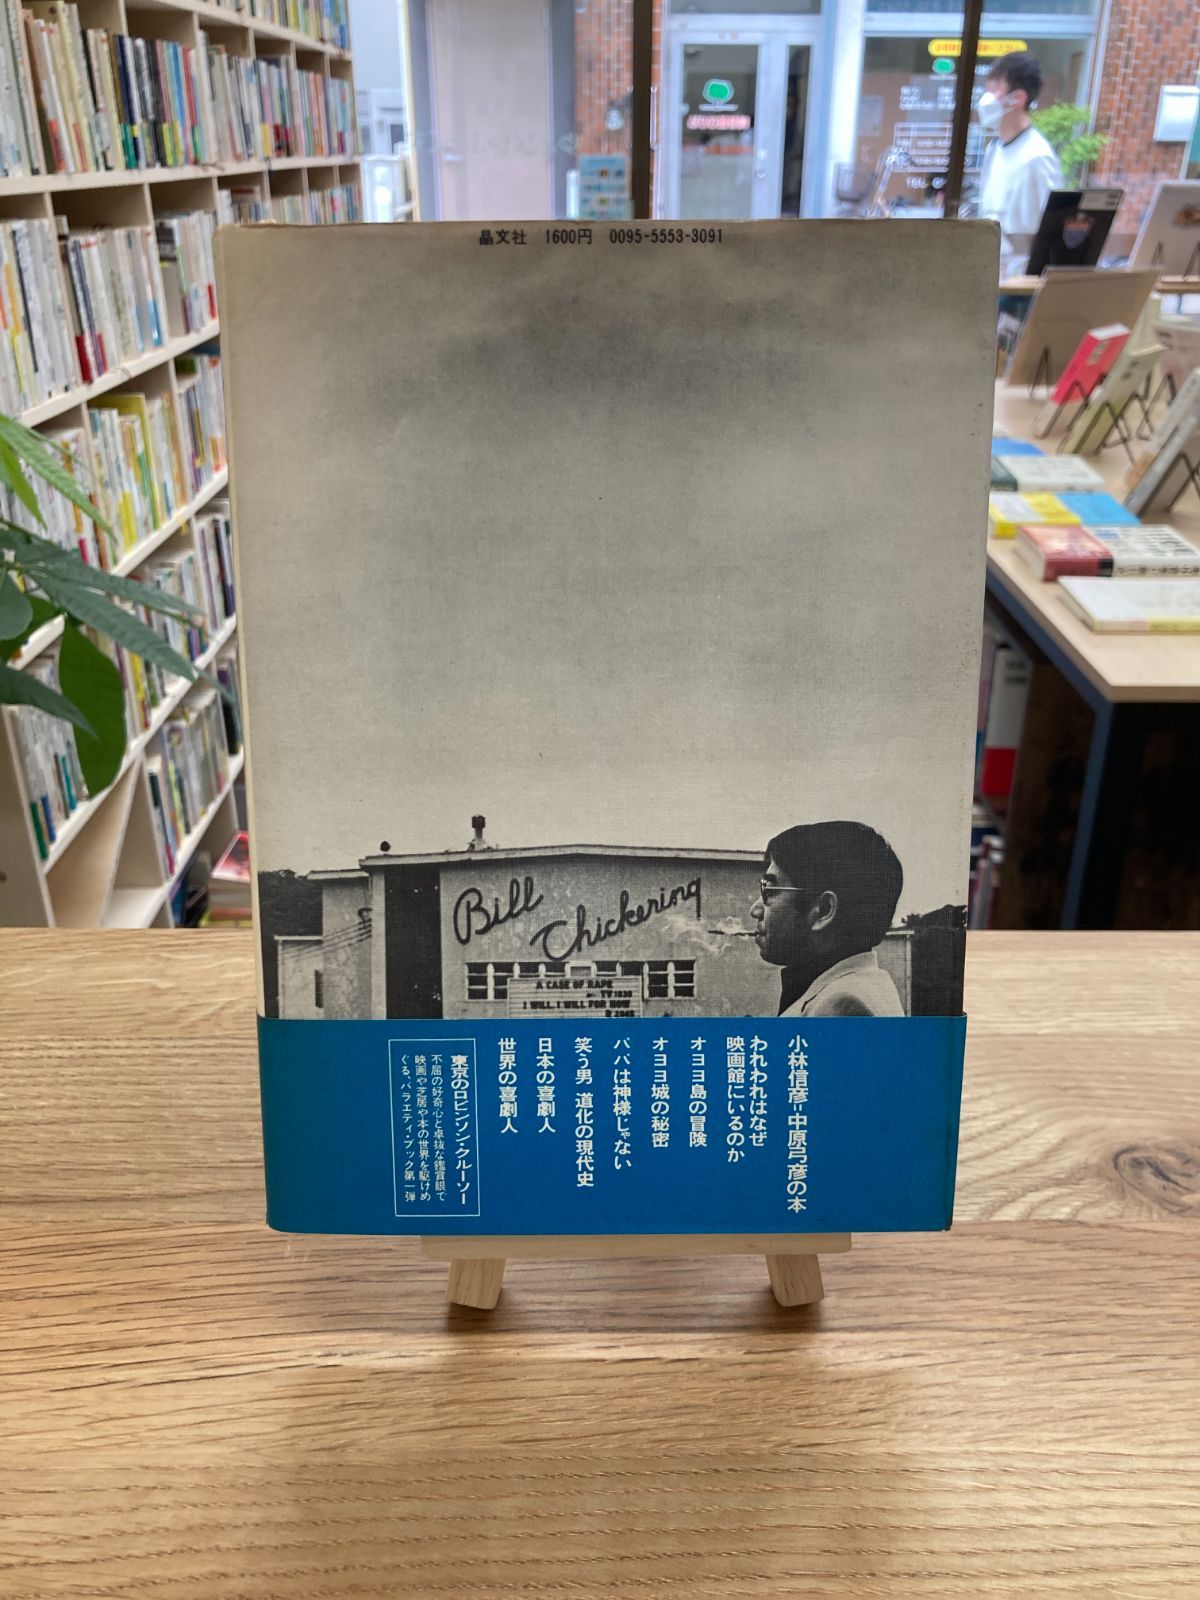 晶文社 1600円 0095-5553-3091
Bill
Chickering
A CASE OF RAPE
TV 1930
I WILL, I WILL FOR NOW
R 2045
小林信彦=中原弓彦の本
われわれはなぜ
映画館にいるのか
オヨヨ島の冒険
オヨヨ城の秘密
パパは神様じゃない
笑う男 道化の現代史
日本の喜劇人
世界の喜劇人
東京のロビンソン・クルーソー
不屈の好奇心と卓抜な鑑賞眼で
映画や芝居や本の世界を駆けめ
ぐる、バラエティ・ブック第一弾
TEL